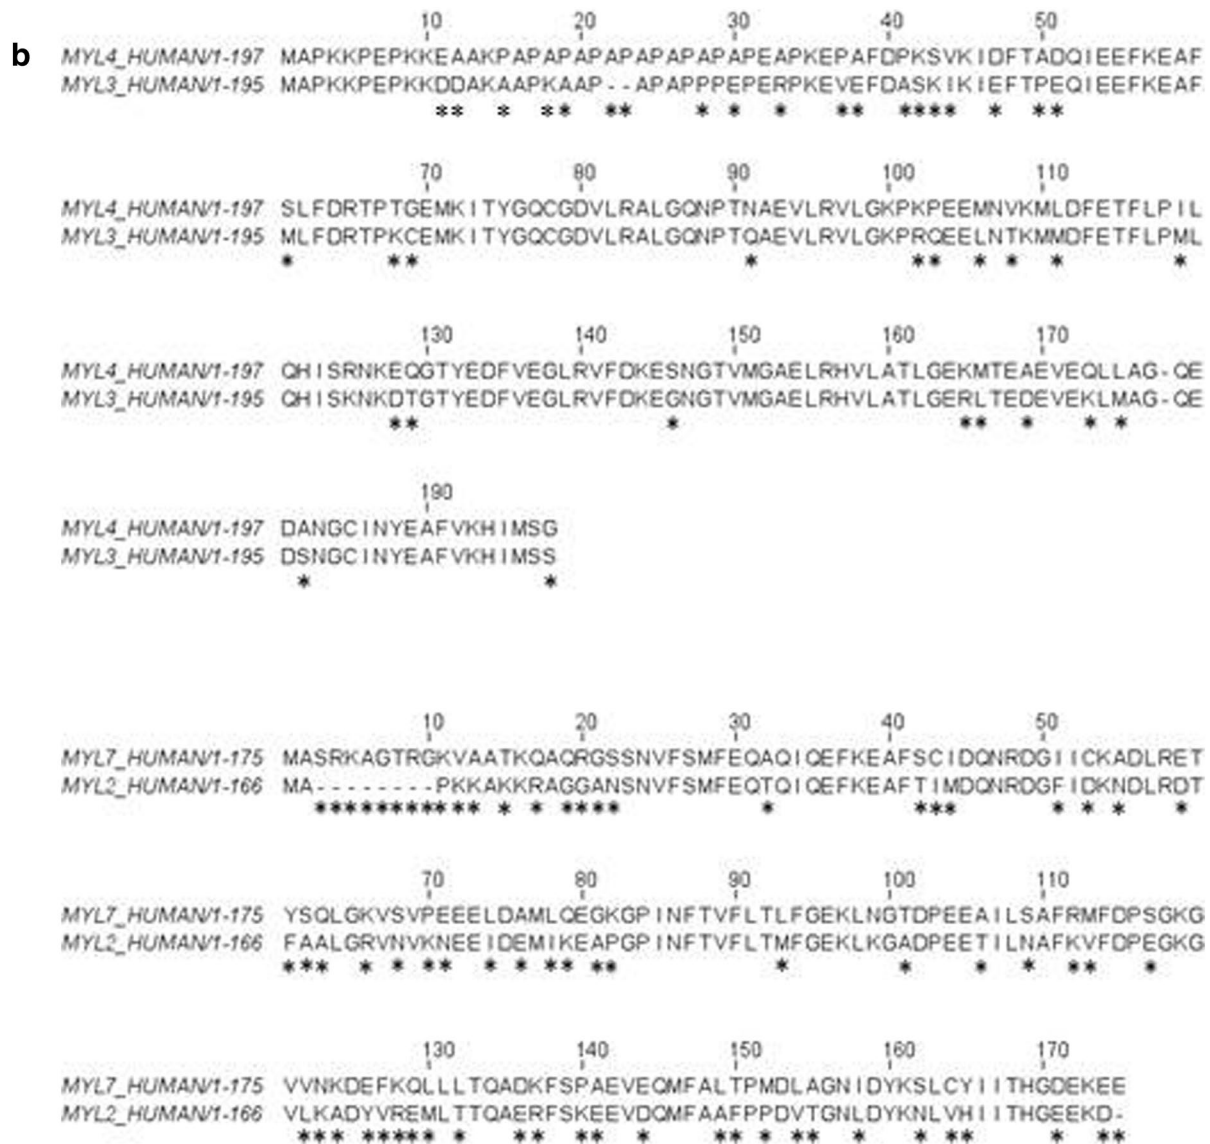 b
10 20 30 40 50
MYL4_HUMAN/1-197 MAPKKPEPKKEAAKPAPAPAPAPAPAPAPAPEAPKEPAFDPKSVKIDFTADQIEEFKEAF
MYL3_HUMAN/1-195 MAPKKPEPKKDDAKAAPKAAP--APAPPPEPERPKEVEFDASKIKIEFTPEQIEEFKEAF
** * ** ** * * * ** **** * **
70 80 90 100 110
MYL4_HUMAN/1-197 SLFDRTPTGEMKITYGQCGDVLRALGQNPTNAEVLRVLGKPKPEEMNVKMLDFETFLPIL
MYL3_HUMAN/1-195 MLFDRTPKCEMKITYGQCGDVLRALGQNPTQAEVLRVLGKPRQEELNTKMMDFETFLPML
* ** * ** * * * *
130 140 150 160 170
MYL4_HUMAN/1-197 QHISRNKEQGTYEDFVEGLRVFDKESNGTVMGAELRHVLATLGEKMTEAEVEQLLAG-QE
MYL3_HUMAN/1-195 QHISKNKDTGTYEDFVEGLRVFDKEGNGTVMGAELRHVLATLGERLTEDEVEKLMAG-QE
** * ** * * *
190
MYL4_HUMAN/1-197 DANGCINYEAFVKHIMSG
MYL3_HUMAN/1-195 DSNGCINYEAFVKHIMSS
* *
10 20 30 40 50
MYL7_HUMAN/1-175 MASRKAGTRGKVAATKQAQRGSSNVFSMFEQAQIQEFKEAFSCIDQNRDGIICKADLRET
MYL2_HUMAN/1-166 MA--------PKKAKKRAGGANSNVFSMFEQTQIQEFKEAFTIMDQNRDGFIDKNDLRDT
*********** * * **** * *** * * * *
70 80 90 100 110
MYL7_HUMAN/1-175 YSQLGKVSVPEEELDAMLQEGKGPINFTVFLTLFGEKLNGTDPEEAILSAFRMFDPSGKG
MYL2_HUMAN/1-166 FAALGRVNVKNEEIDEMIKEAPGPINFTVFLTMFGEKLKGADPEETILNAFKVFDPEGKG
*** * * ** * * ** ** * * * * ** *
130 140 150 160 170
MYL7_HUMAN/1-175 VVNKDEFKQLLLTQADKFSPAEVEQMFALTPMDLAGNIDYKSLCYIITHGDEKEE
MYL2_HUMAN/1-166 VLKADYVREMLTTQAERFSKEEVDQMFAAFPPDVTGNLDYKNLVHIITHGEEKD-
*** ***** * ** ** * ** * ** * * ** * **